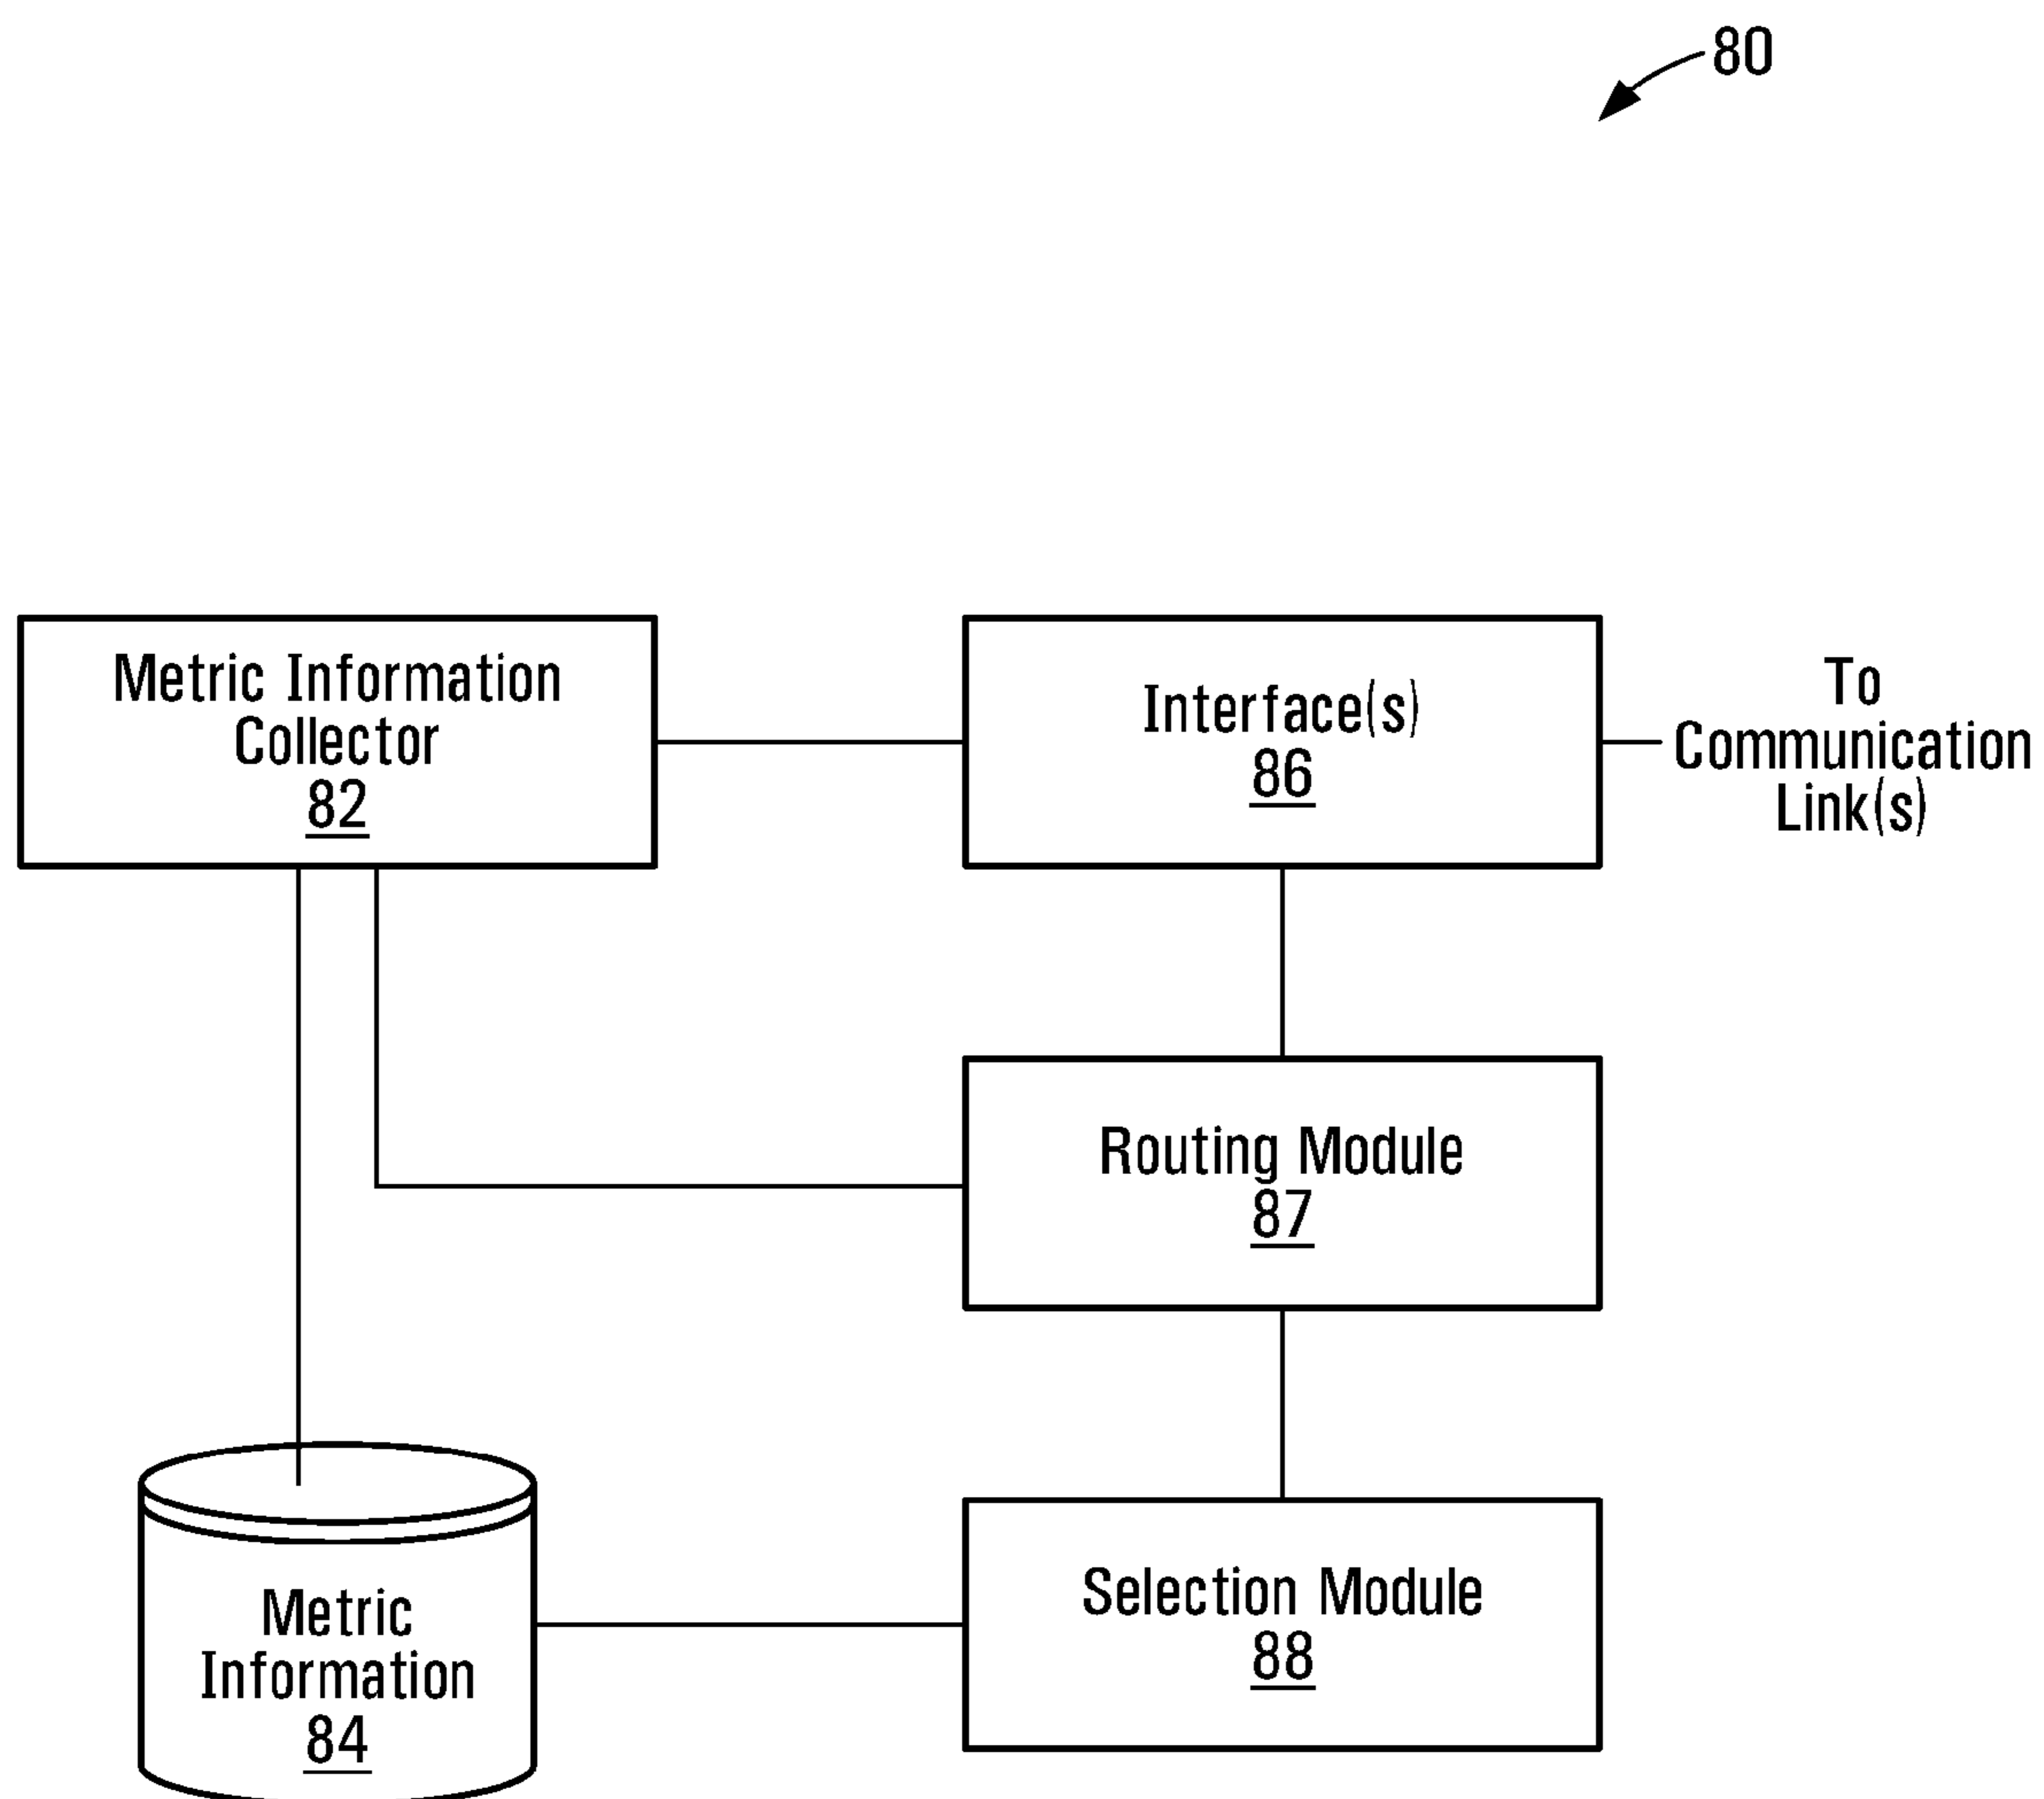 80
Metric Information
Collector
82
Interface(s)
86
To
Communication
Link(s)
Routing Module
87
Metric
Information
84
Selection Module
88